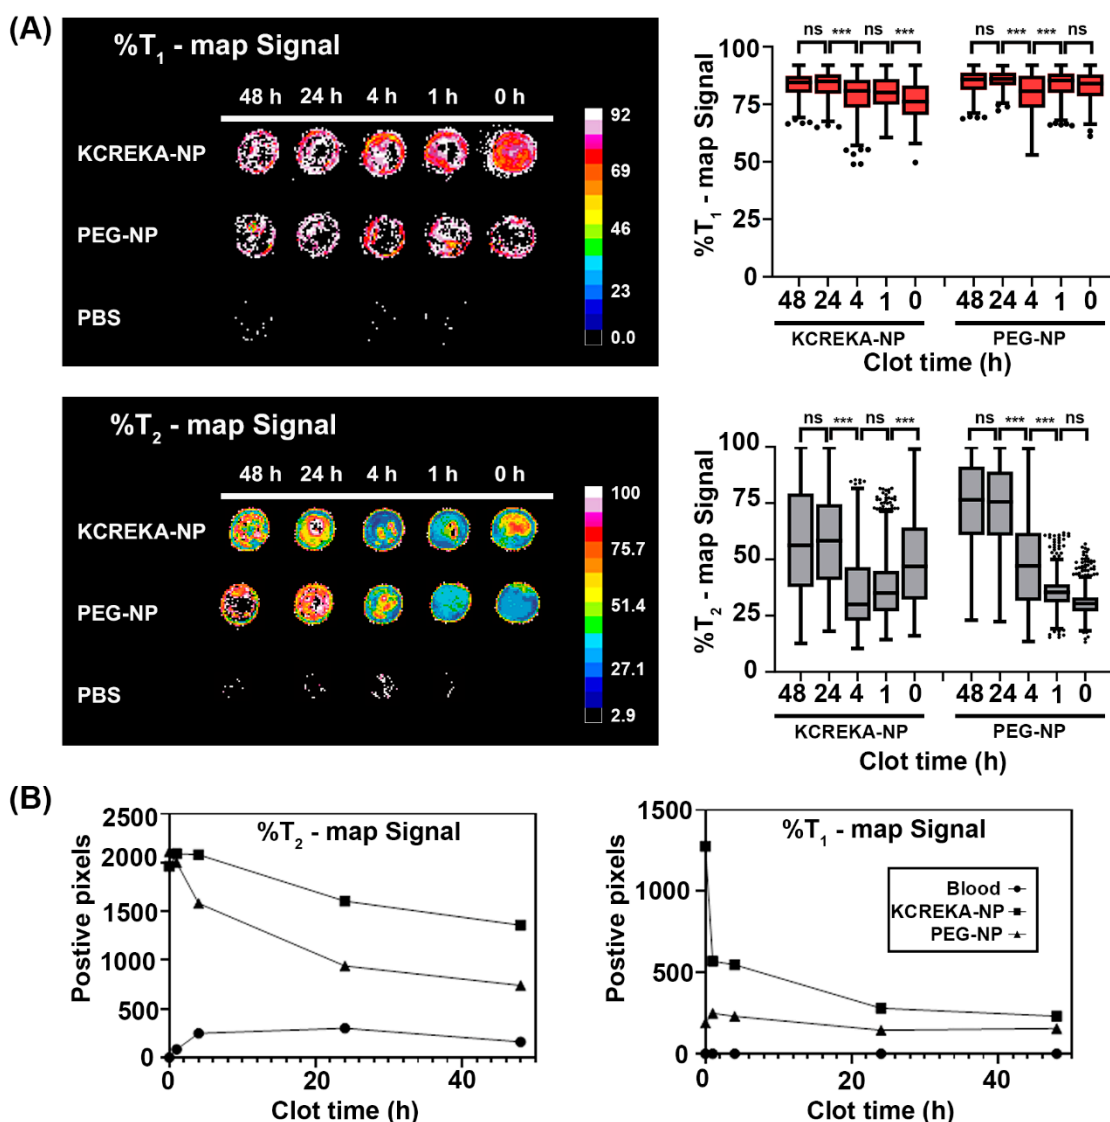 (A)
%T1 - map Signal
48 h 24 h 4 h 1 h 0 h
KCREKA-NP
PEG-NP
PBS
92
69
46
23
0.0
ns *** ns *** ns *** *** ns
%T1 - map Signal
100
75
50
25
0
48 24 4 1 0 48 24 4 1 0
KCREKA-NP PEG-NP
Clot time (h)
%T2 - map Signal
48 h 24 h 4 h 1 h 0 h
KCREKA-NP
PEG-NP
PBS
100
75.7
51.4
27.1
2.9
ns *** ns *** ns *** *** ns
%T2 - map Signal
100
75
50
25
0
48 24 4 1 0 48 24 4 1 0
KCREKA-NP PEG-NP
Clot time (h)
(B)
%T2 - map Signal
Postive pixels
2500
2000
1500
1000
500
0
0 20 40
Clot time (h)
%T1 - map Signal
Postive pixels
1500
1000
500
0
Blood
KCREKA-NP
PEG-NP
0 20 40
Clot time (h)